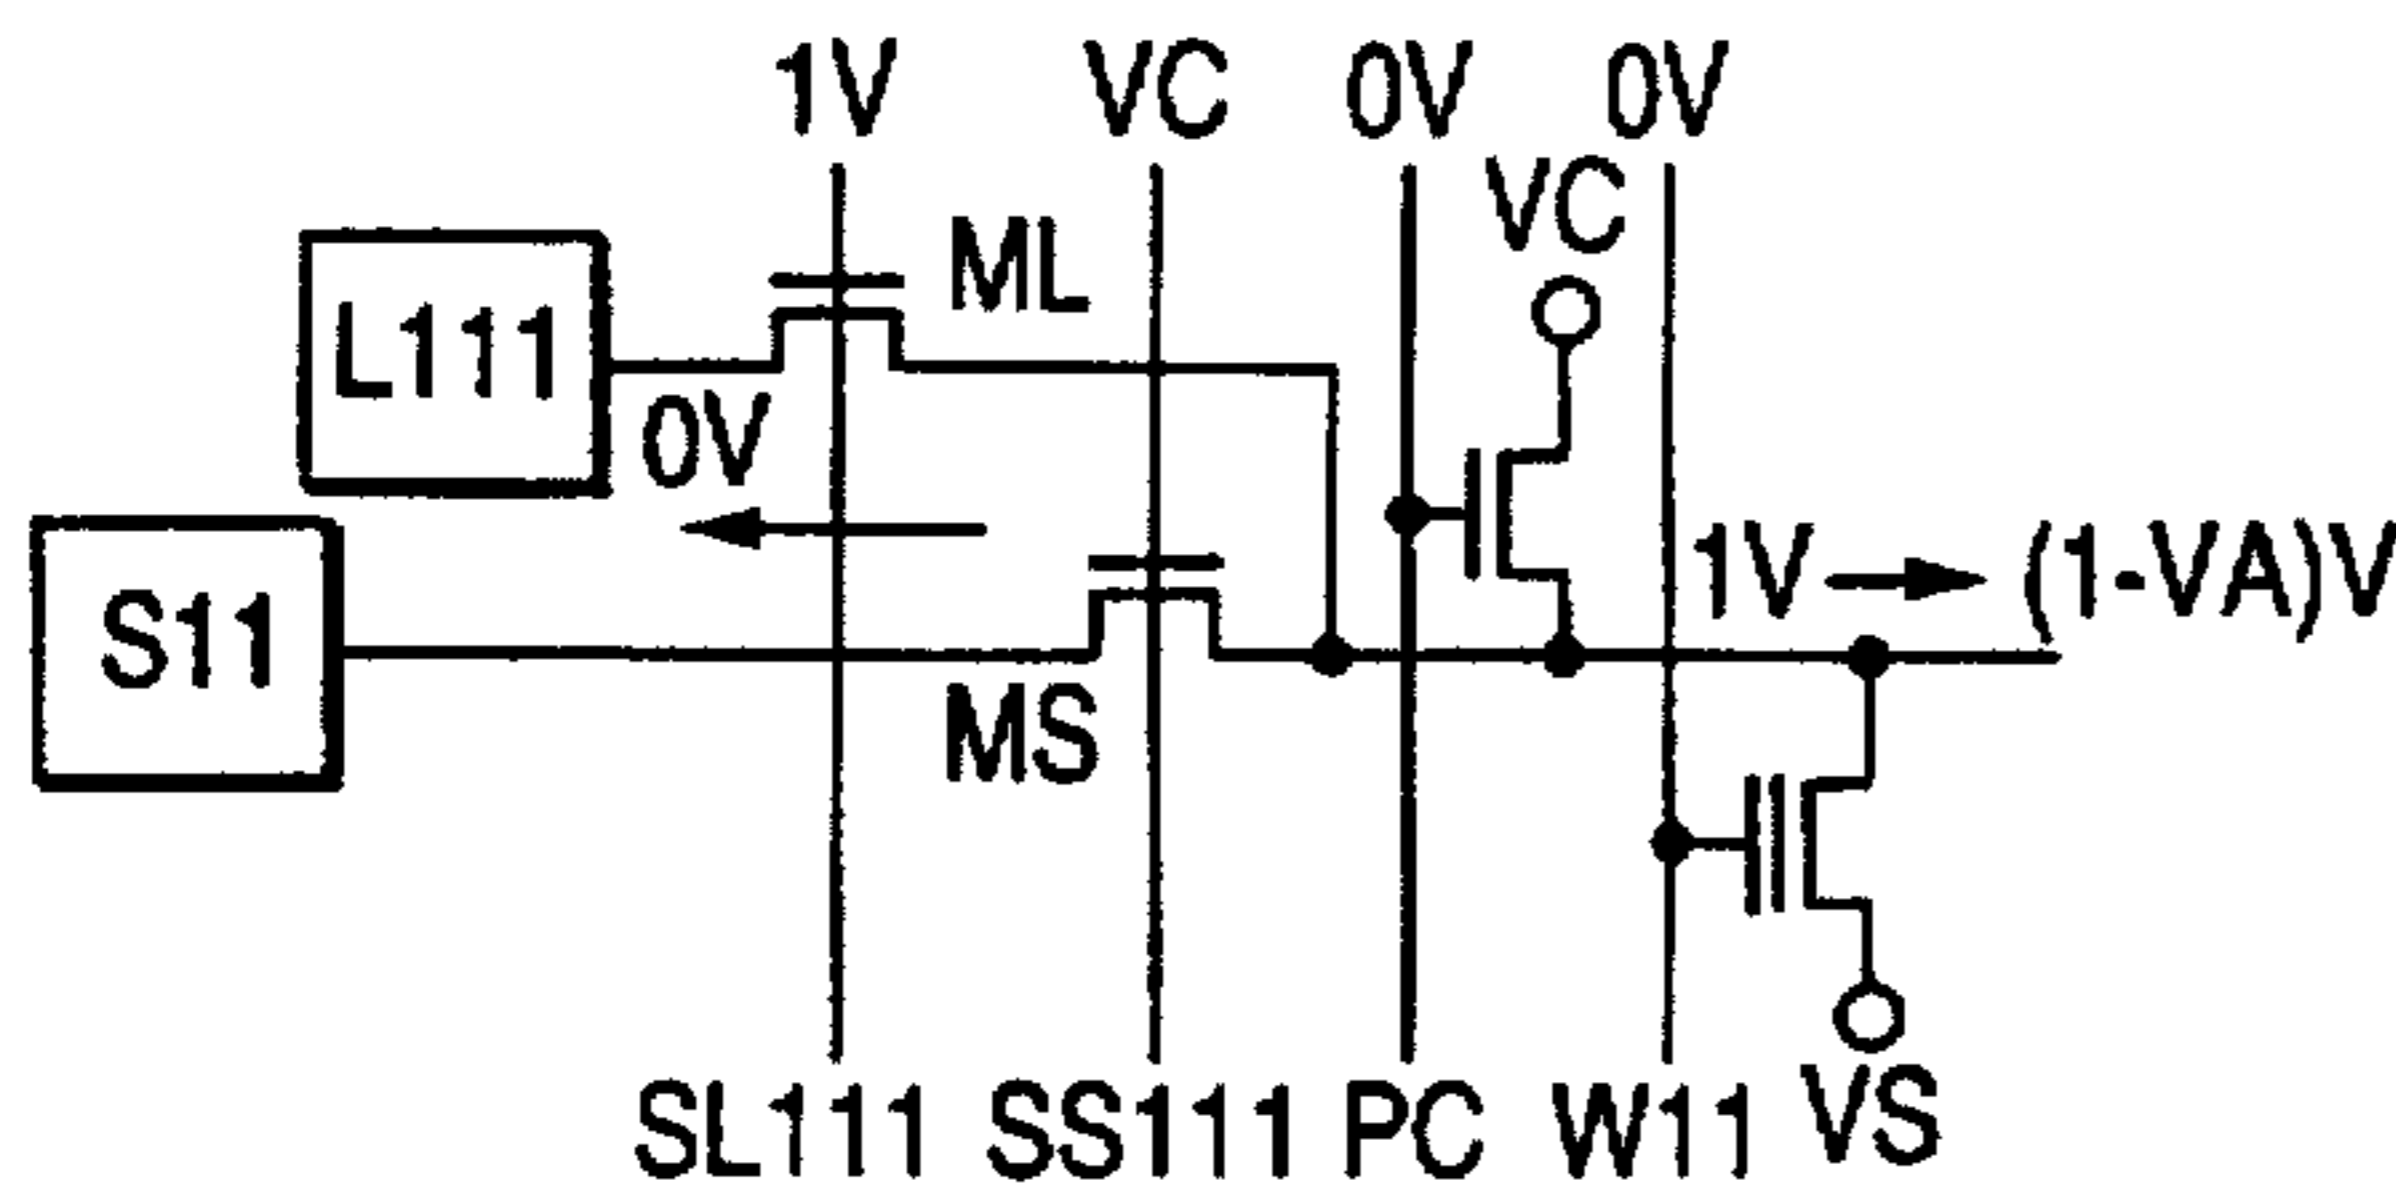 1V VC 0V 0V
VC
ML
L111
0V
1V (1-VA)V
S11
MS
SL111 SS111 PC W11 VS